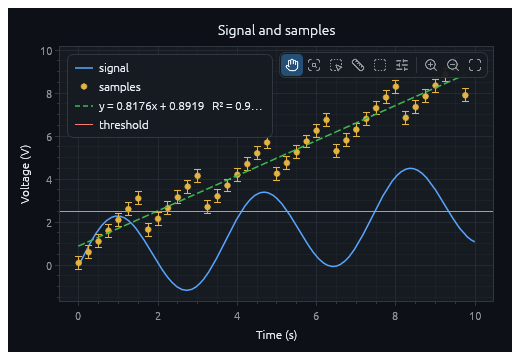 Signal and samples
10
8
6
4
2
0
Voltage (V)
signal
samples
y = 0.8176x + 0.8919 R² = 0.9…
threshold
0
2
4
6
8
10
Time (s)